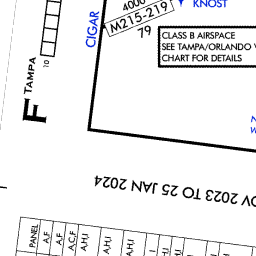 4000
KNOST
CIGAR
M215-219
79
CLASS B AIRSPACE
SEE TAMPA/ORLANDO
CHART FOR DETAILS
TAMPA
F
10
2023 TO 25 JAN 2024
PANEL
A,F
A,F
A,C,F
A,H,I
A,H,I
A,H,I
A,H,I
A,H,I